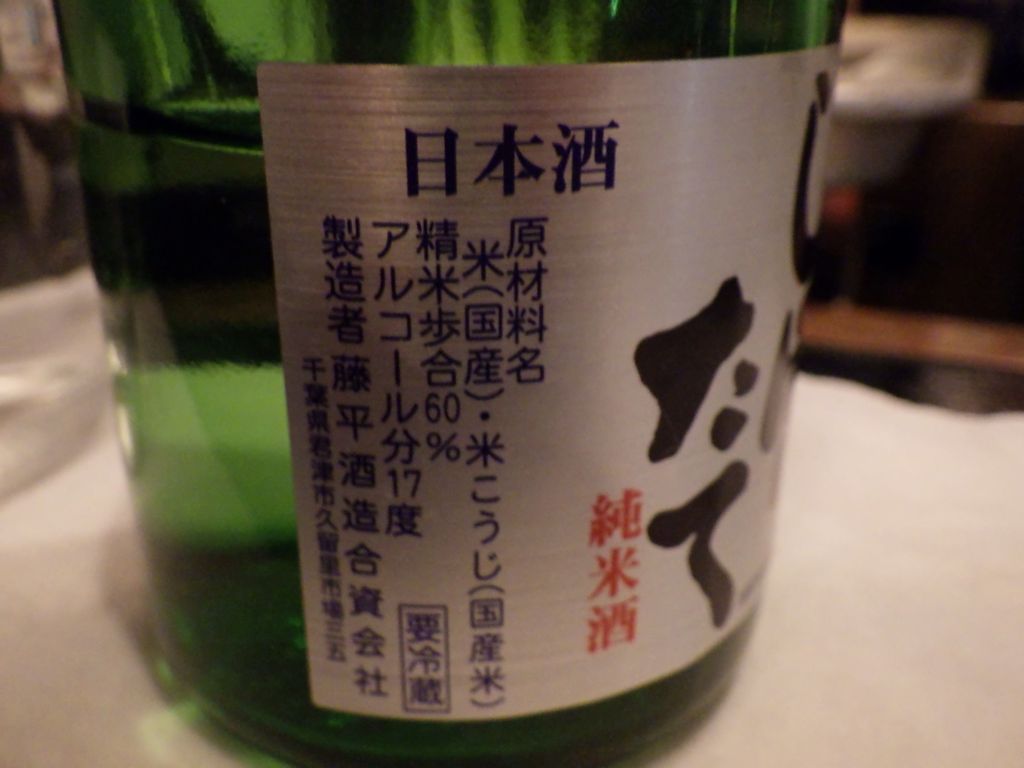 日本酒
たて
純米酒
原材料名
米(国産)・米こうじ(国産米)
精米歩合60%
アルコール分17度
要冷蔵
製造者 藤平酒造合資会社
千葉県君津市久留里市場一三五